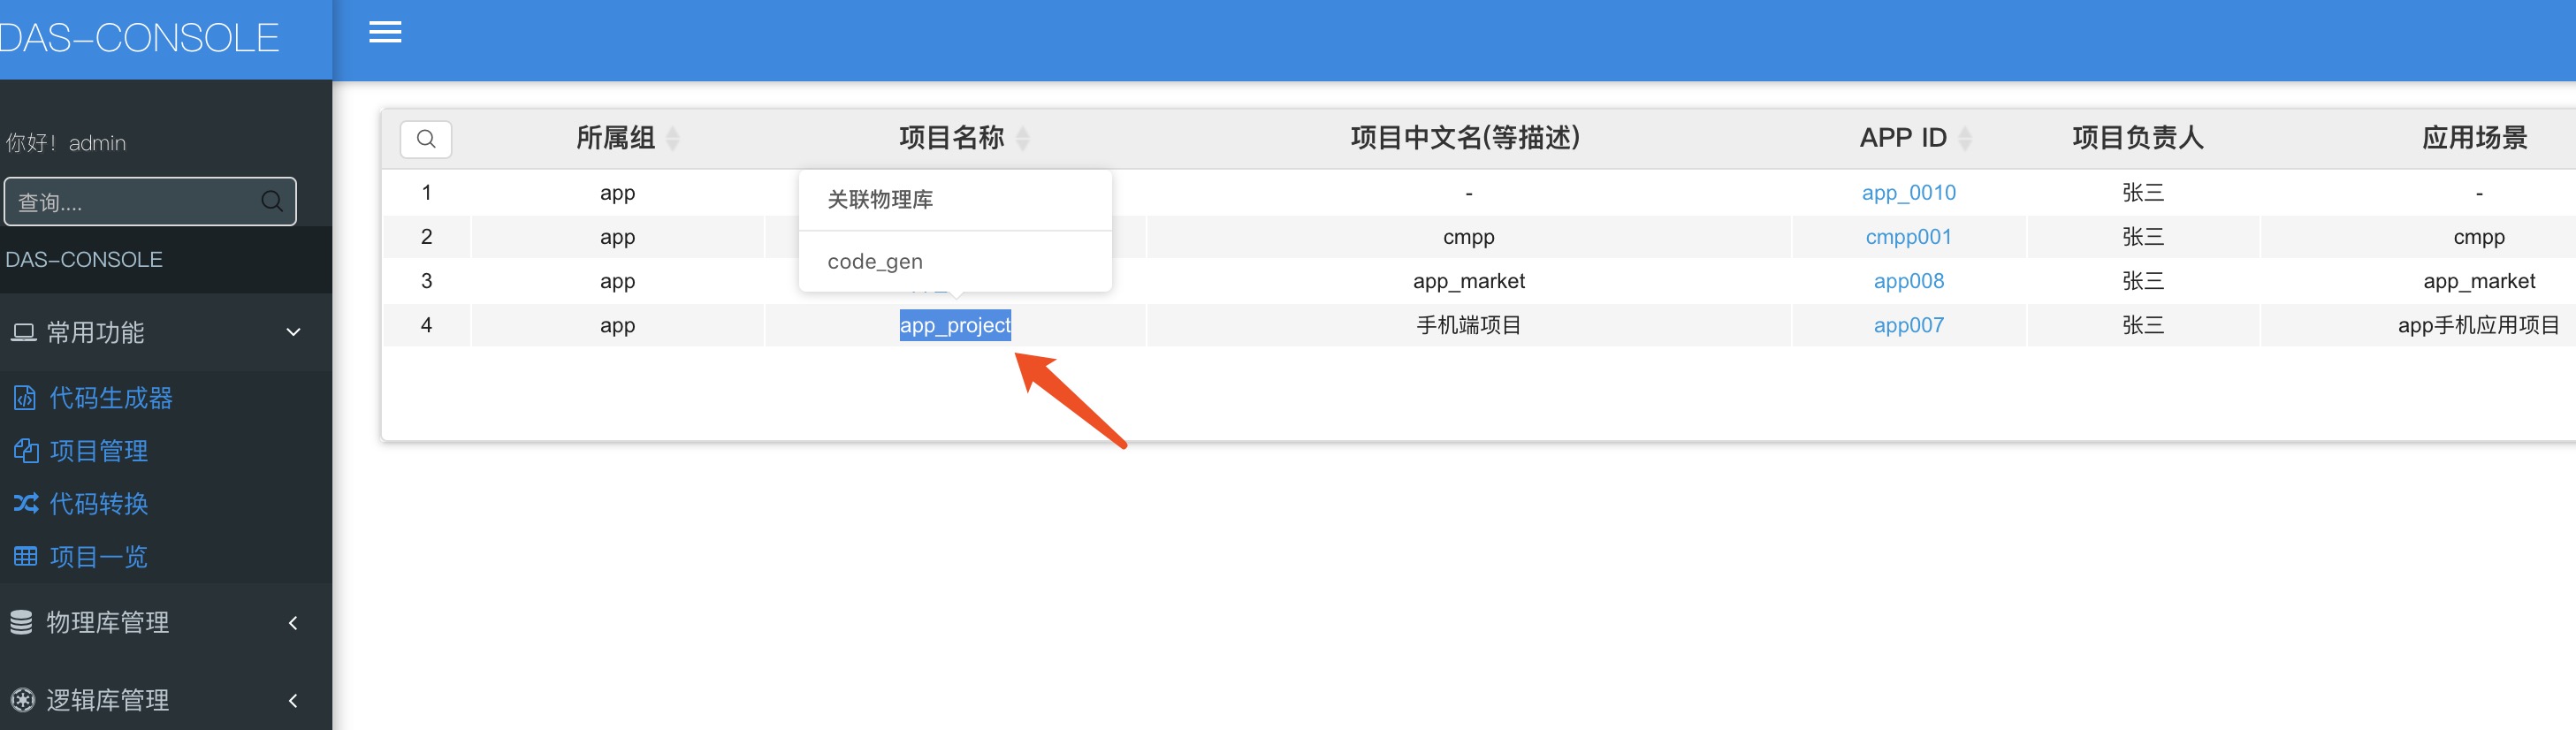 DAS-CONSOLE
你好！admin
查询....
DAS-CONSOLE
常用功能
代码生成器
项目管理
代码转换
项目一览
物理库管理
逻辑库管理
所属组 项目名称 项目中文名(等描述) APP ID 项目负责人 应用场景
1 app - app_0010 张三 -
2 app cmpp cmpp001 张三 cmpp
3 app app_market app008 张三 app_market
4 app app_project 手机端项目 app007 张三 app手机应用项目
关联物理库
code_gen